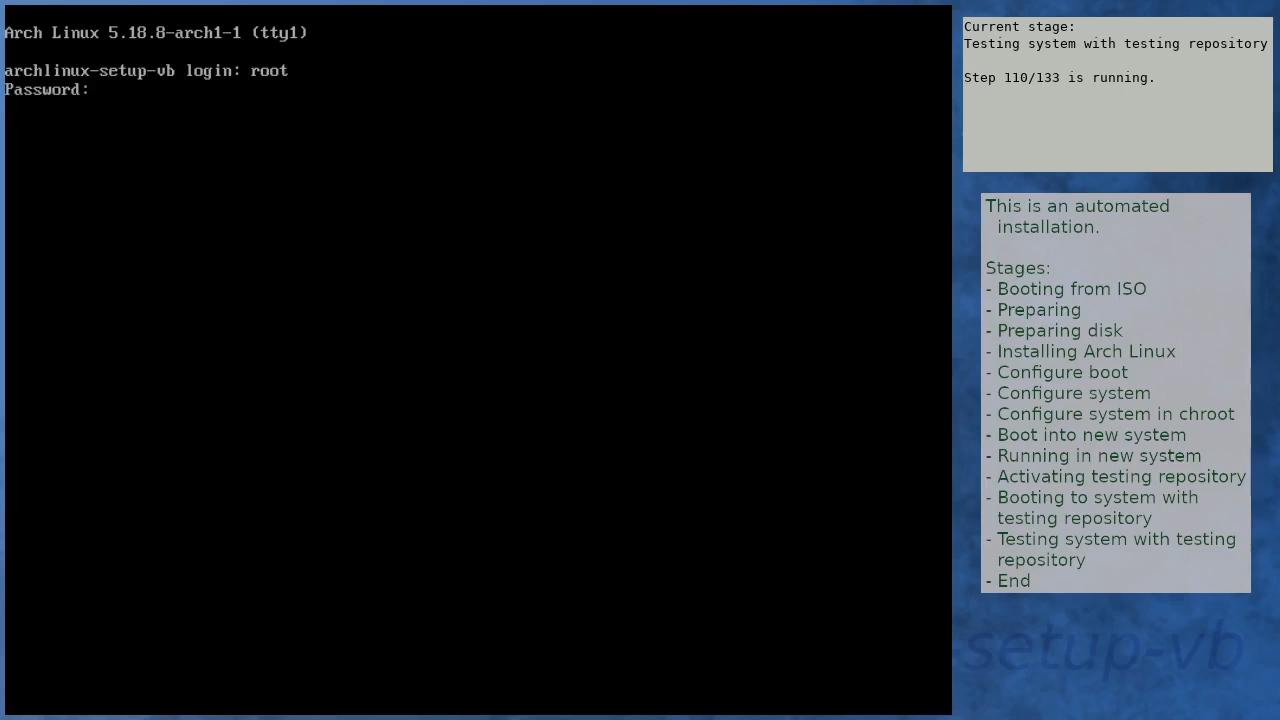 Arch Linux 5.18.8-arch1-1 (tty1)
archlinux-setup-vb login: root
Password:
Current stage:
Testing system with testing repository
Step 110/133 is running.
This is an automated
installation.
Stages:
- Booting from ISO
- Preparing
- Preparing disk
- Installing Arch Linux
- Configure boot
- Configure system
- Configure system in chroot
- Boot into new system
- Running in new system
- Activating testing repository
- Booting to system with
testing repository
- Testing system with testing
repository
- End
setup-vb